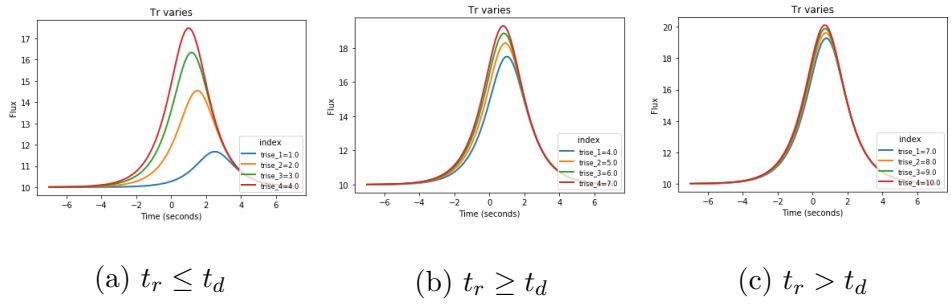 Tr varies
17
16
15
14
13
12
11
10
Flux
−6
−4
−2
0
2
4
6
Time (seconds)
index
trise_1=1.0
trise_2=2.0
trise_3=3.0
trise_4=4.0
(a) t_r ≤ t_d
Tr varies
18
16
14
12
10
Flux
−6
−4
−2
0
2
4
6
Time (seconds)
index
trise_1=4.0
trise_2=5.0
trise_3=6.0
trise_4=7.0
(b) t_r ≥ t_d
Tr varies
20
18
16
14
12
10
Flux
−6
−4
−2
0
2
4
6
Time (seconds)
index
trise_1=7.0
trise_2=8.0
trise_3=9.0
trise_4=10.0
(c) t_r > t_d